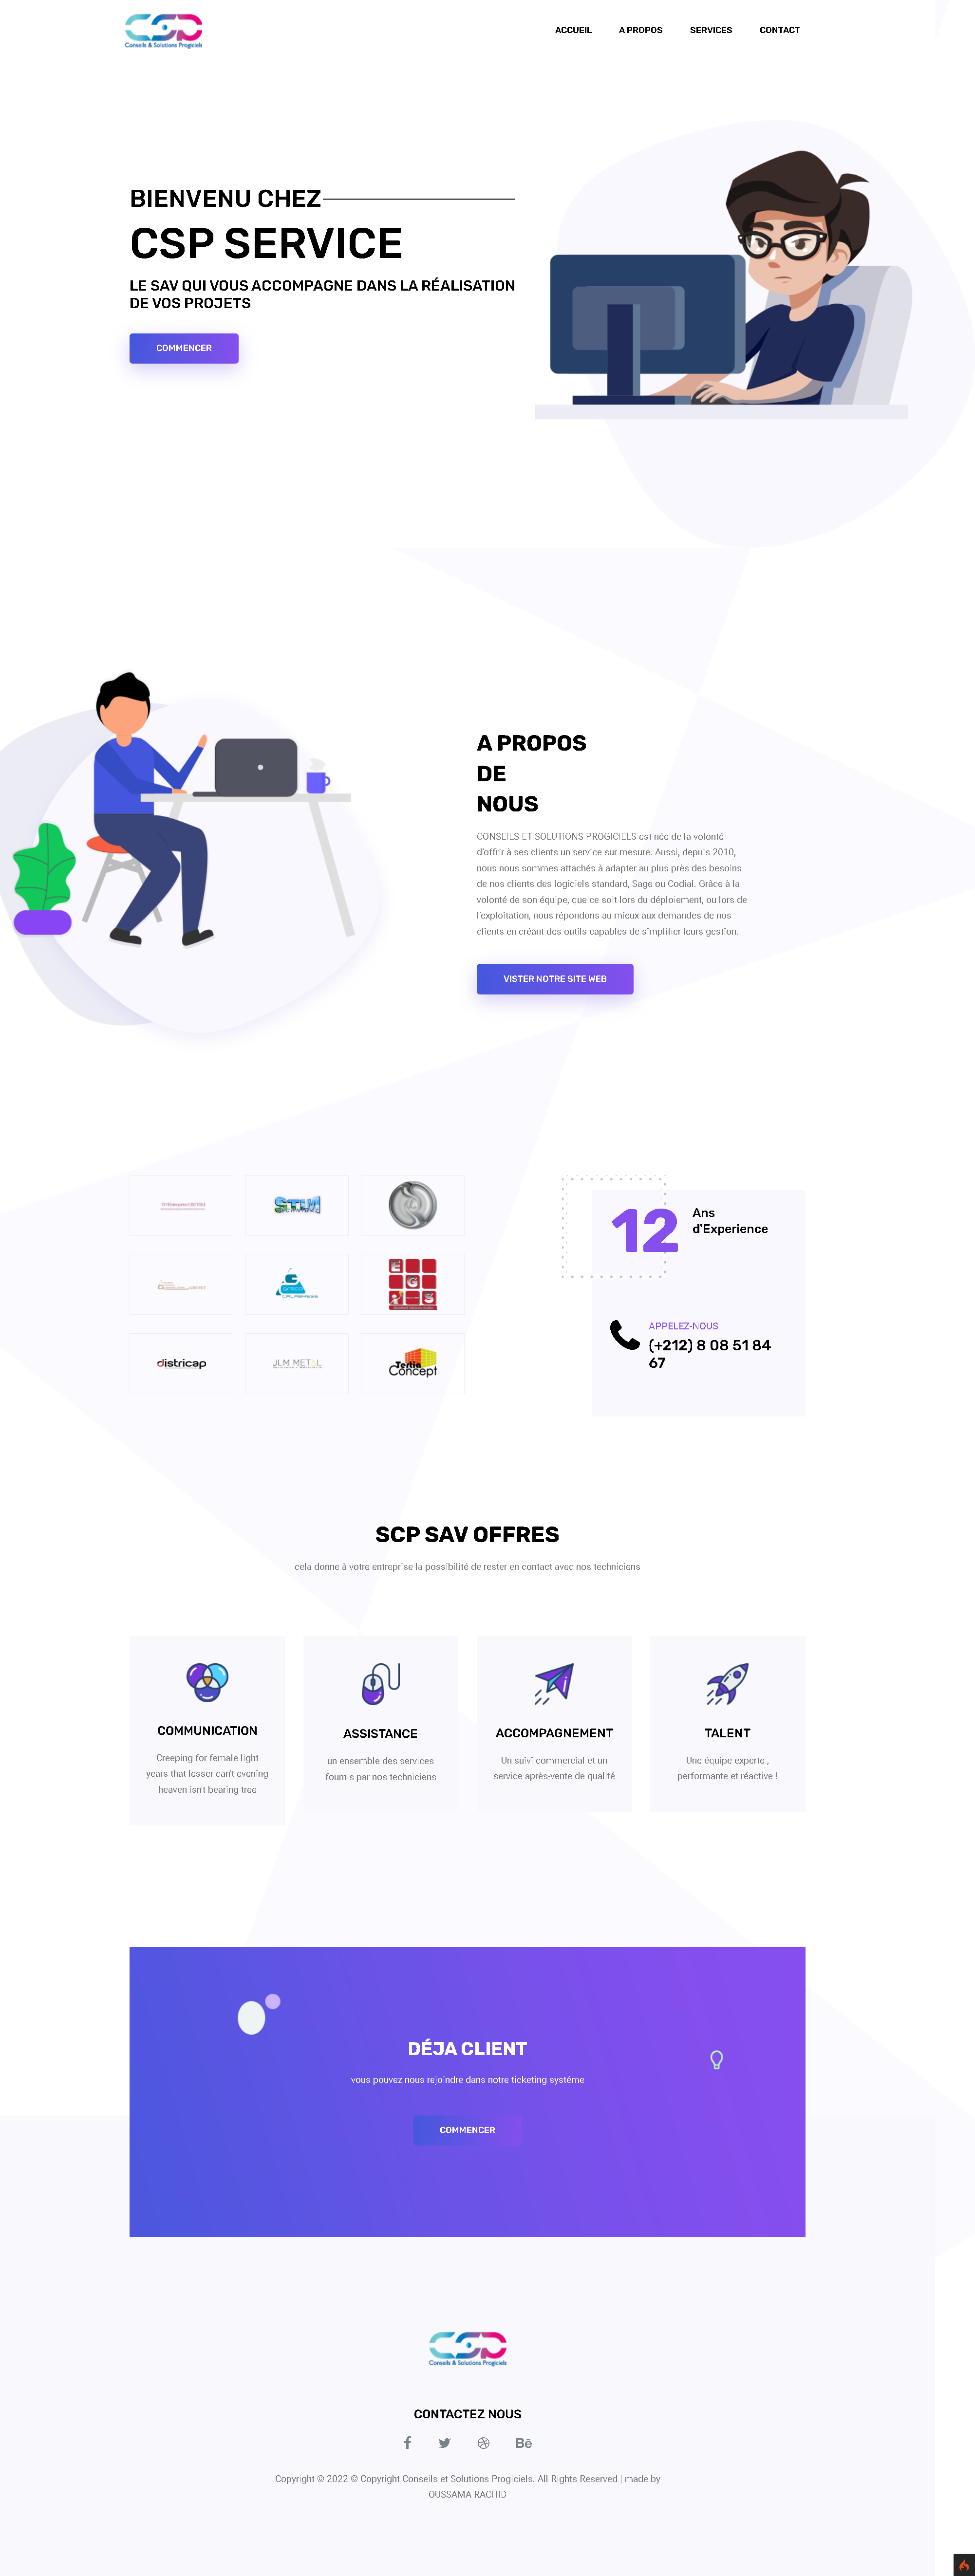 CSP
Conseils & Solutions Progiciels
ACCUEIL
A PROPOS
SERVICES
CONTACT
BIENVENU CHEZ
CSP SERVICE
LE SAV QUI VOUS ACCOMPAGNE DANS LA RÉALISATION
DE VOS PROJETS
COMMENCER
A PROPOS
DE
NOUS
CONSEILS ET SOLUTIONS PROGICIELS est née de la volonté
d'offrir à ses clients un service sur mesure. Aussi, depuis 2010,
nous nous sommes attachés à adapter au plus près des besoins
de nos clients des logiciels standard, Sage ou Codial. Grâce à la
volonté de son équipe, que ce soit lors du déploiement, ou lors de
l'exploitation, nous répondons au mieux aux demandes de nos
clients en créant des outils capables de simplifier leurs gestion.
VISTER NOTRE SITE WEB
STLM
CALABRESE
EGCS
districap
JLM METAL
Tertia
Concept
12
Ans
d'Experience
APPELEZ-NOUS
(+212) 8 08 51 84
67
SCP SAV OFFRES
cela donne à votre entreprise la possibilité de rester en contact avec nos techniciens
COMMUNICATION
Creeping for female light
years that lesser can't evening
heaven isn't bearing tree
ASSISTANCE
un ensemble des services
fournis par nos techniciens
ACCOMPAGNEMENT
Un suivi commercial et un
service après-vente de qualité
TALENT
Une équipe experte ,
performante et réactive !
DÉJA CLIENT
vous pouvez nous rejoindre dans notre ticketing systéme
COMMENCER
CSP
Conseils & Solutions Progiciels
CONTACTEZ NOUS
Copyright © 2022 © Copyright Conseils et Solutions Progiciels. All Rights Reserved | made by
OUSSAMA RACHID